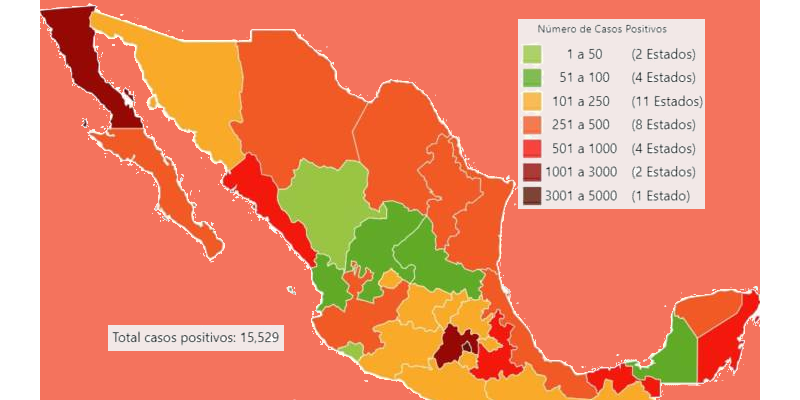 Número de Casos Positivos
1 a 50 (2 Estados)
51 a 100 (4 Estados)
101 a 250 (11 Estados)
251 a 500 (8 Estados)
501 a 1000 (4 Estados)
1001 a 3000 (2 Estados)
3001 a 5000 (1 Estado)
Total casos positivos: 15,529